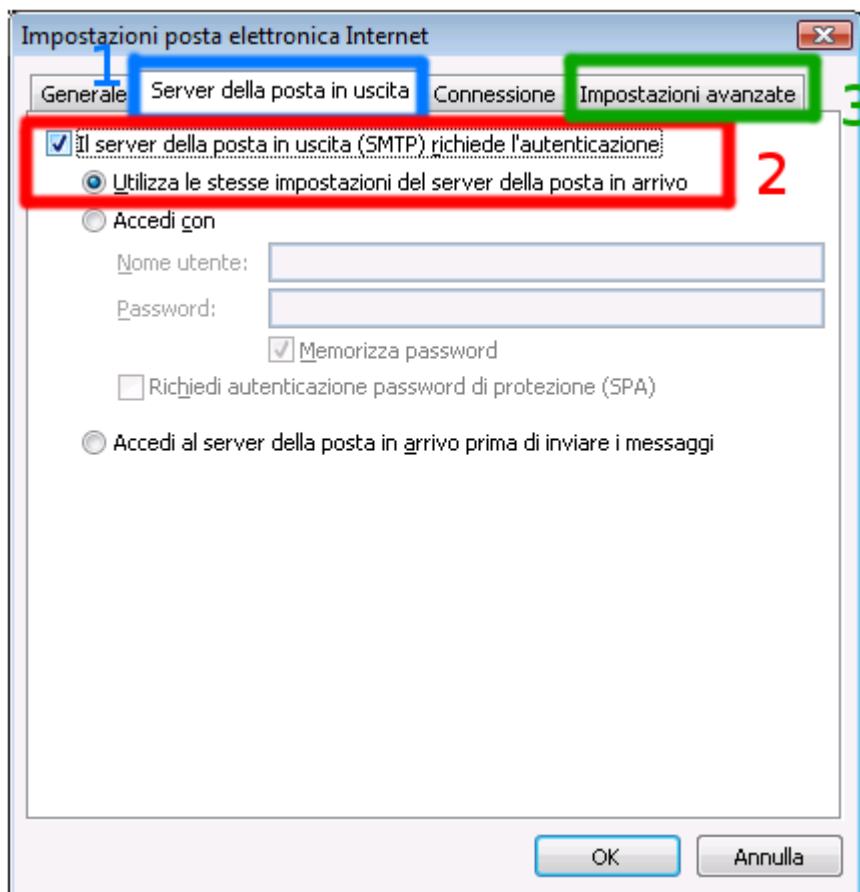 Impostazioni posta elettronica Internet
1
Generale Server della posta in uscita Connessione Impostazioni avanzate 3
Il server della posta in uscita (SMTP) richiede l'autenticazione
Utilizza le stesse impostazioni del server della posta in arrivo 2
Accedi con
Nome utente:
Password:
Memorizza password
Richiedi autenticazione password di protezione (SPA)
Accedi al server della posta in arrivo prima di inviare i messaggi
OK Annulla